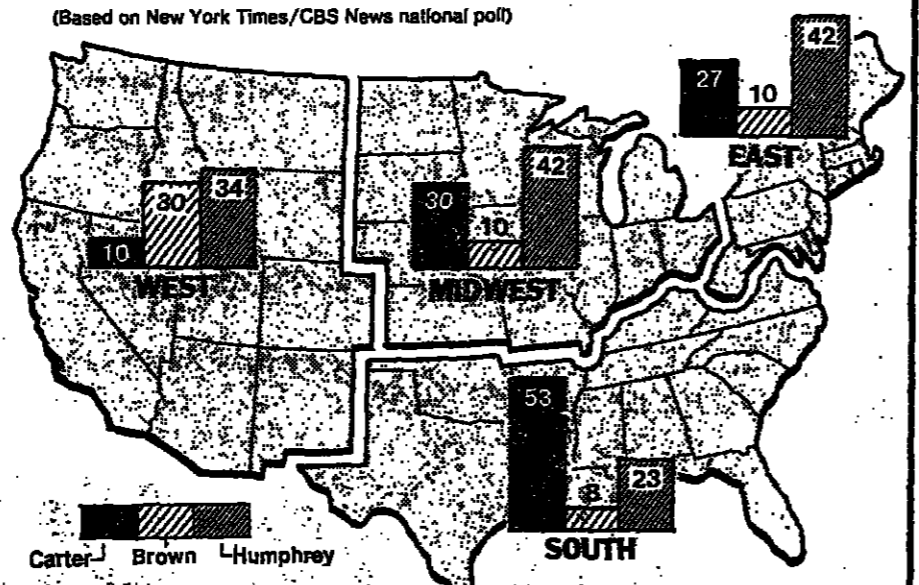 (Based on New York Times/CBS News national poll)
42
27
10
EAST
42
30
10
MIDWEST
34
30
10
WEST
53
8
23
SOUTH
Carter Brown Humphrey